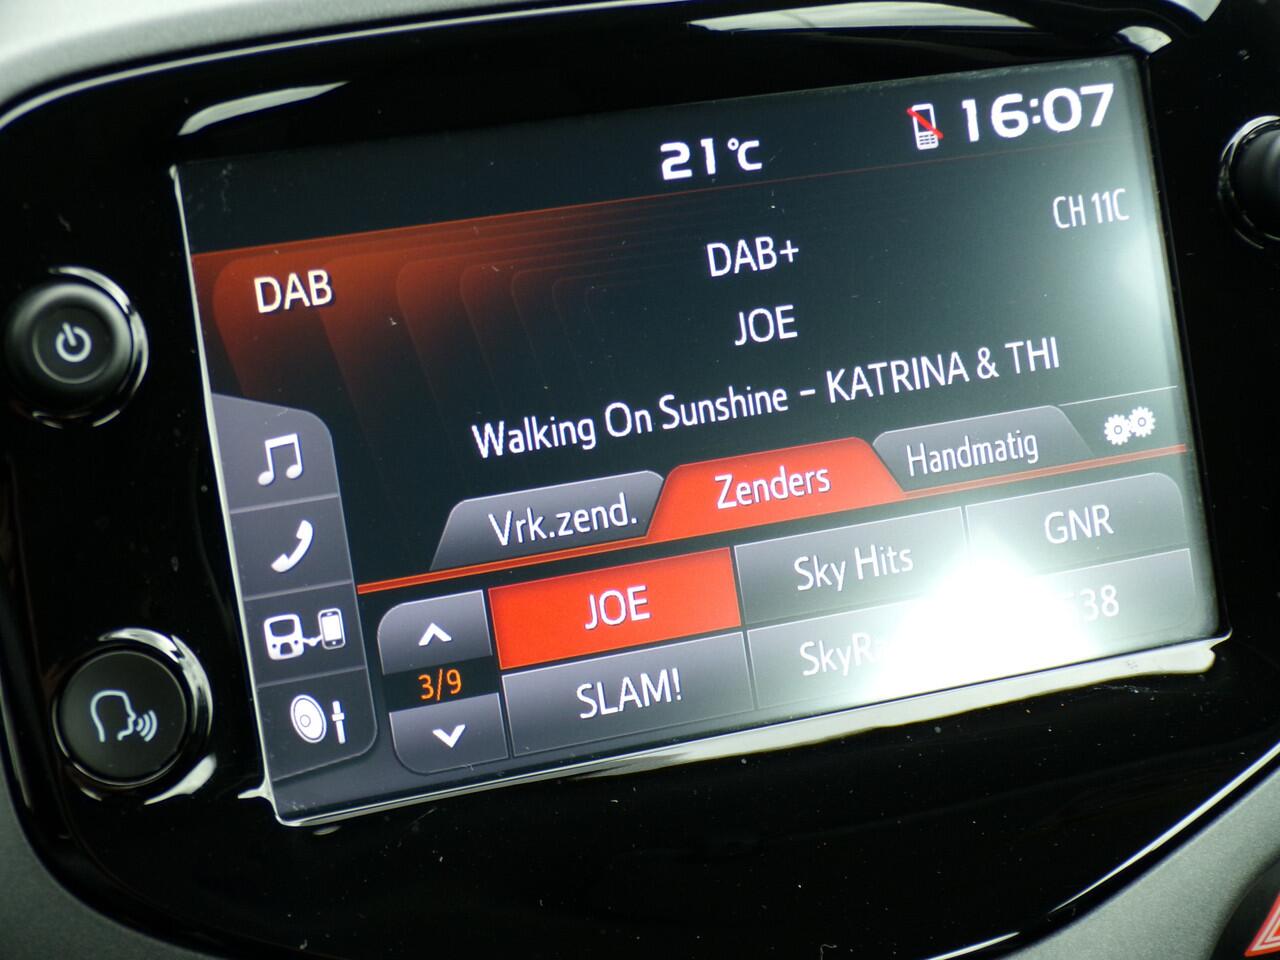 21°C 16:07
DAB
CH 11C
DAB+
JOE
Walking On Sunshine - KATRINA & THI
Vrk.zend. Zenders Handmatig
JOE Sky Hits GNR
3/9
SLAM! 38